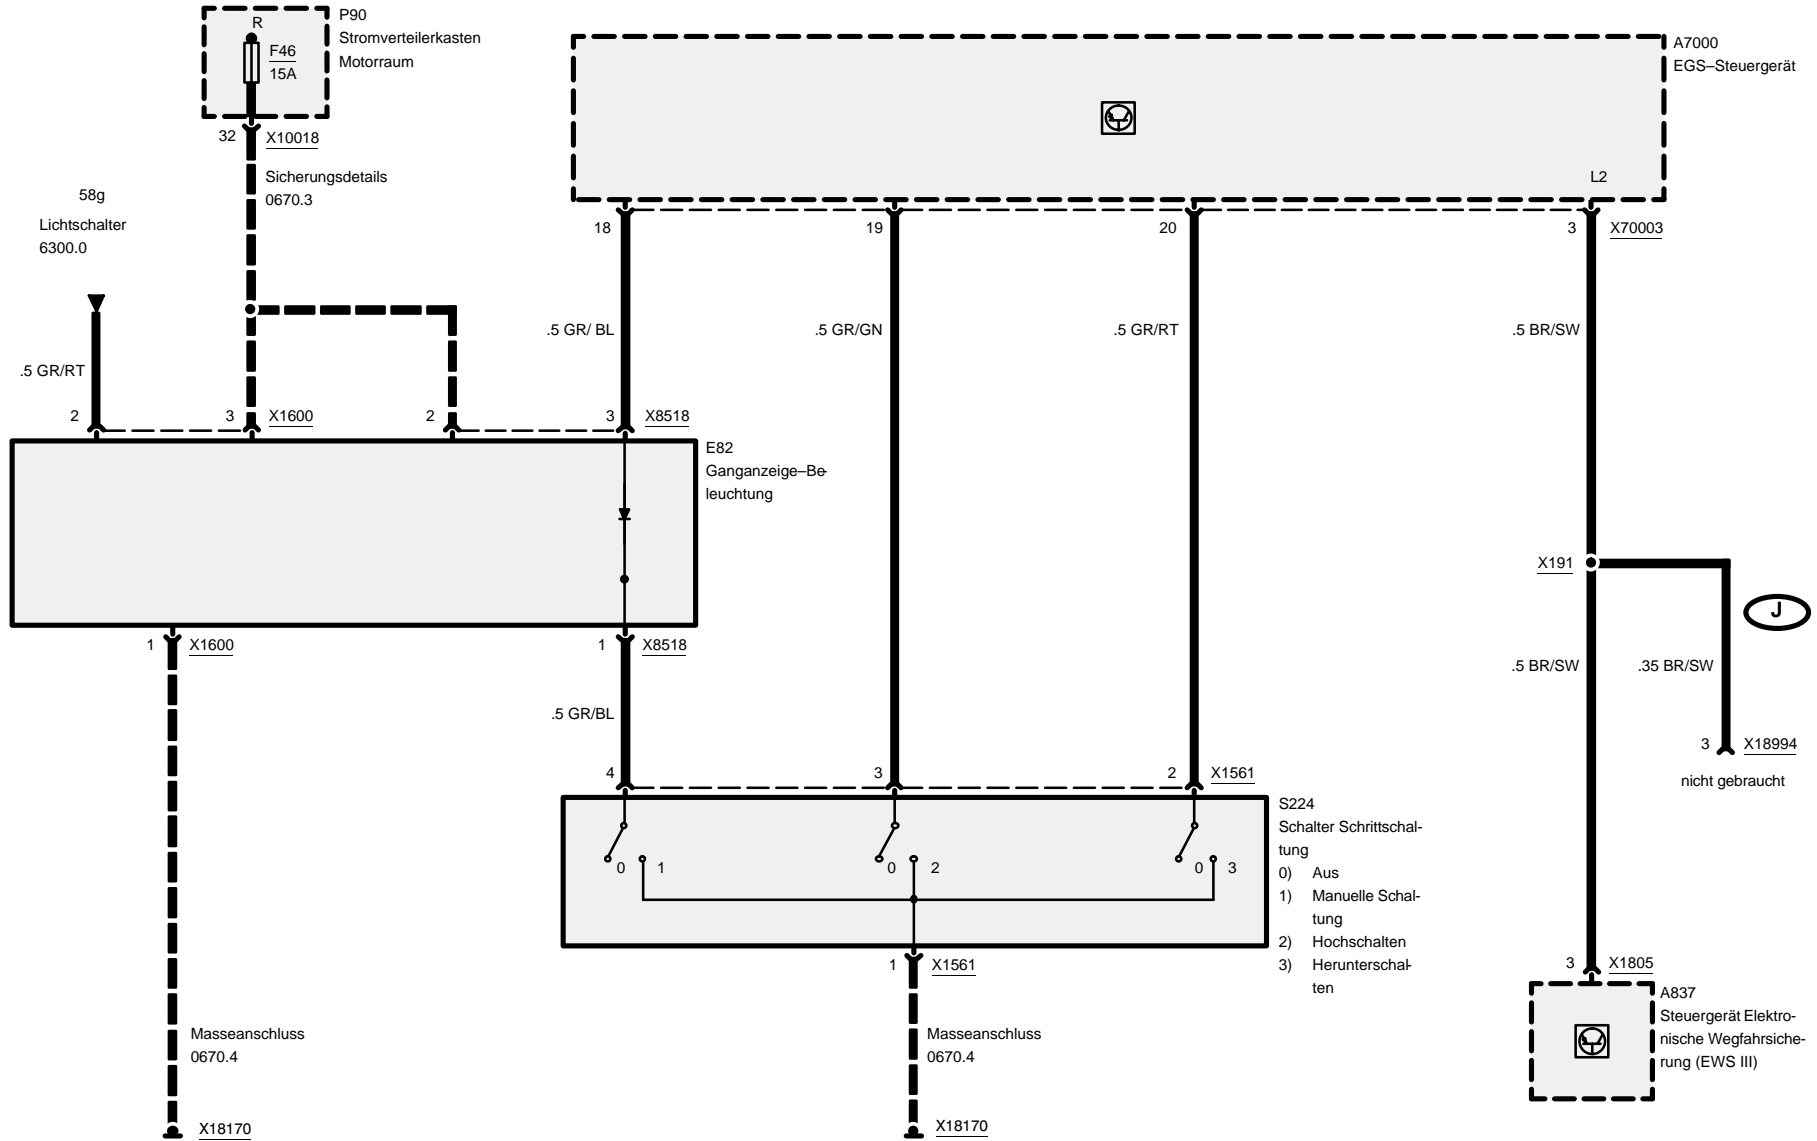 R
F46
15A
P90
Stromverteilerkasten
Motorraum
32
X10018
Sicherungsdetails
0670.3
58g
Lichtschalter
6300.0
.5 GR/RT
2
3
X1600
2
3
X8518
A7000
EGS–Steuergerät
L2
18
19
20
3
X70003
.5 GR/ BL
.5 GR/GN
.5 GR/RT
.5 BR/SW
E82
Ganganzeige–Be-
leuchtung
1
X1600
1
X8518
.5 GR/BL
X191
J
.5 BR/SW
.35 BR/SW
3
X18994
nicht gebraucht
4
3
2
X1561
0
1
0
2
0
3
S224
Schalter Schrittschal-
tung
0) Aus
1) Manuelle Schal-
tung
2) Hochschalten
3) Herunterschal-
ten
1
X1561
3
X1805
A837
Steuergerät Elektro-
nische Wegfahrsiche-
rung (EWS III)
Masseanschluss
0670.4
X18170
Masseanschluss
0670.4
X18170